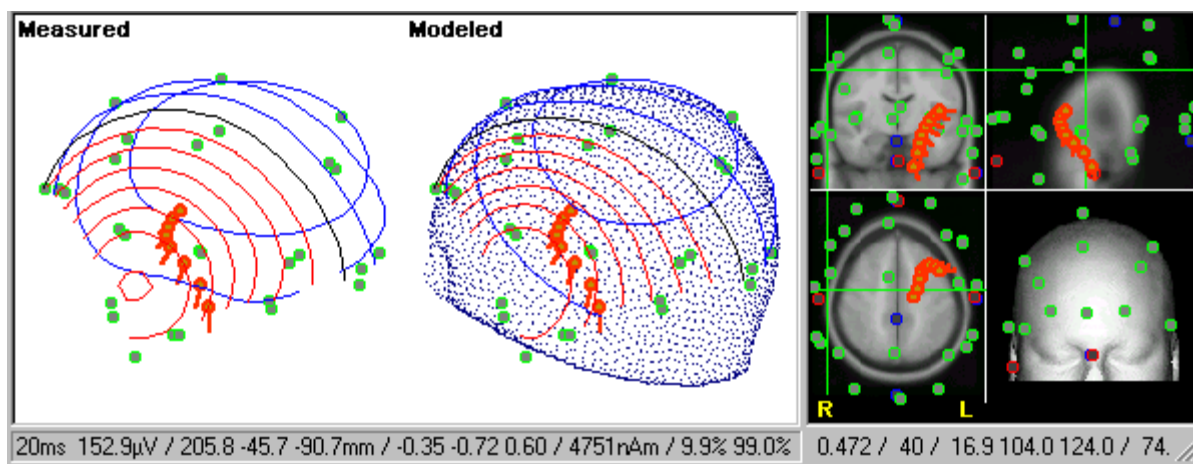 Measured
Modeled
R L
20ms 152.9µV / 205.8 -45.7 -90.7mm / -0.35 -0.72 0.60 / 4751nAm / 9.9% 99.0%
0.472 / 40 / 16.9 104.0 124.0 / 74.